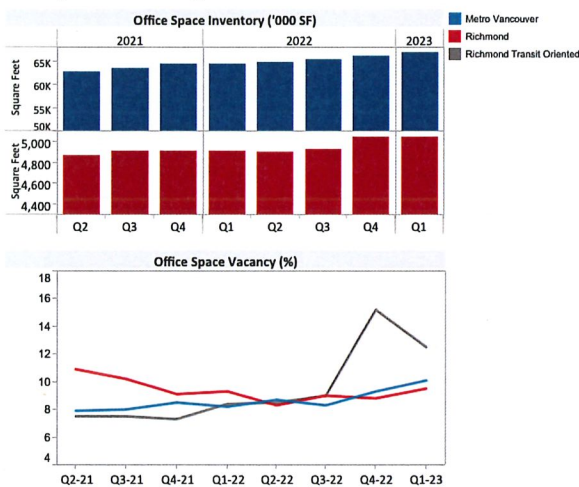 Office Space Inventory ('000 SF)
Metro Vancouver
Richmond
Richmond Transit Oriented
2021 2022 2023
Square Feet
65K
60K
55K
50K
Square Feet
5,000
4,800
4,600
4,400
Q2 Q3 Q4 Q1 Q2 Q3 Q4 Q1
Office Space Vacancy (%)
18
16
14
12
10
8
6
4
Q2-21 Q3-21 Q4-21 Q1-22 Q2-22 Q3-22 Q4-22 Q1-23